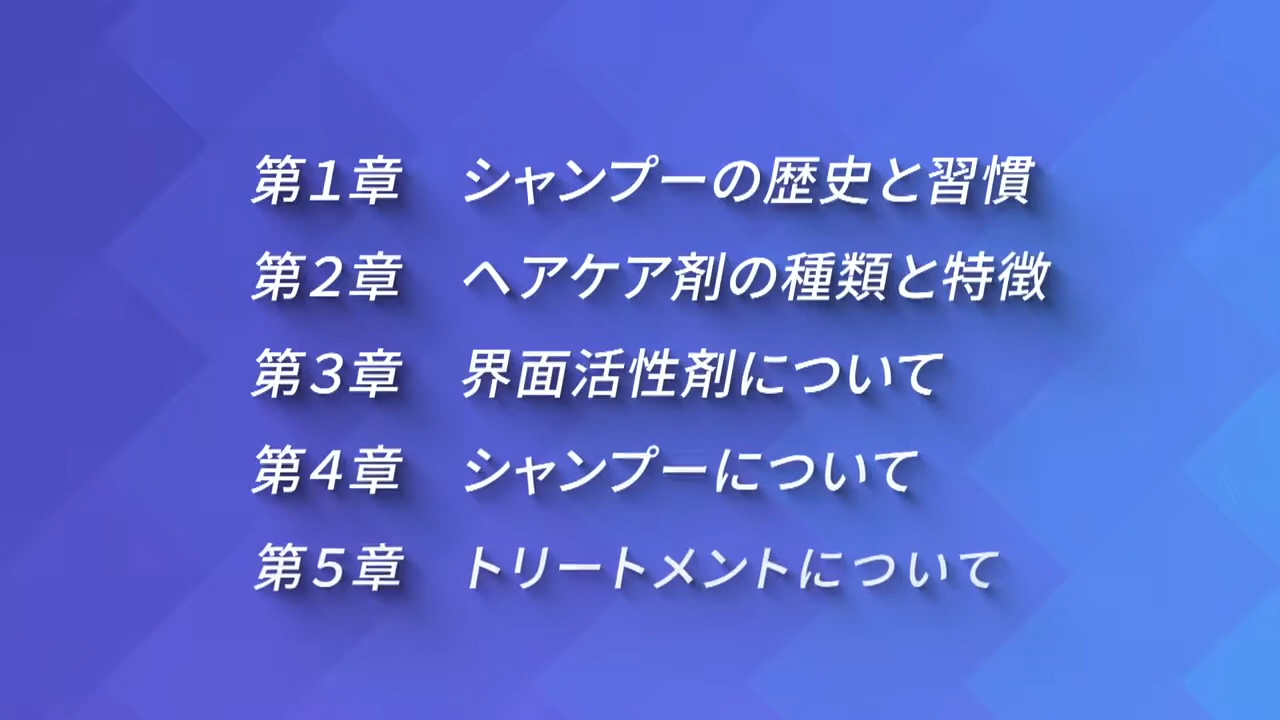 第１章　シャンプーの歴史と習慣
第２章　ヘアケア剤の種類と特徴
第３章　界面活性剤について
第４章　シャンプーについて
第５章　トリートメントについて